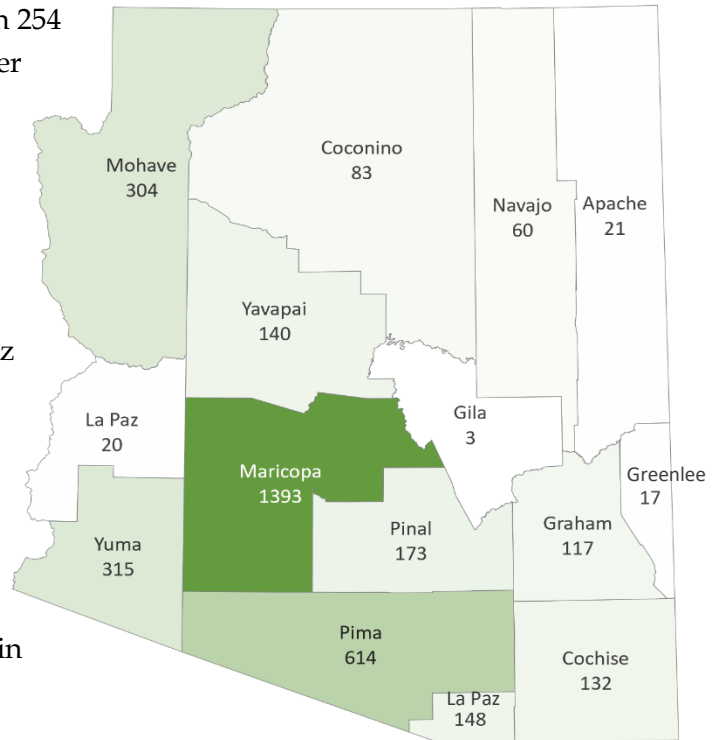 n 254
er
z
in
Mohave
304
Coconino
83
Navajo
60
Apache
21
Yavapai
140
La Paz
20
Gila
3
Maricopa
1393
Greenlee
17
Yuma
315
Pinal
173
Graham
117
Pima
614
Cochise
132
La Paz
148